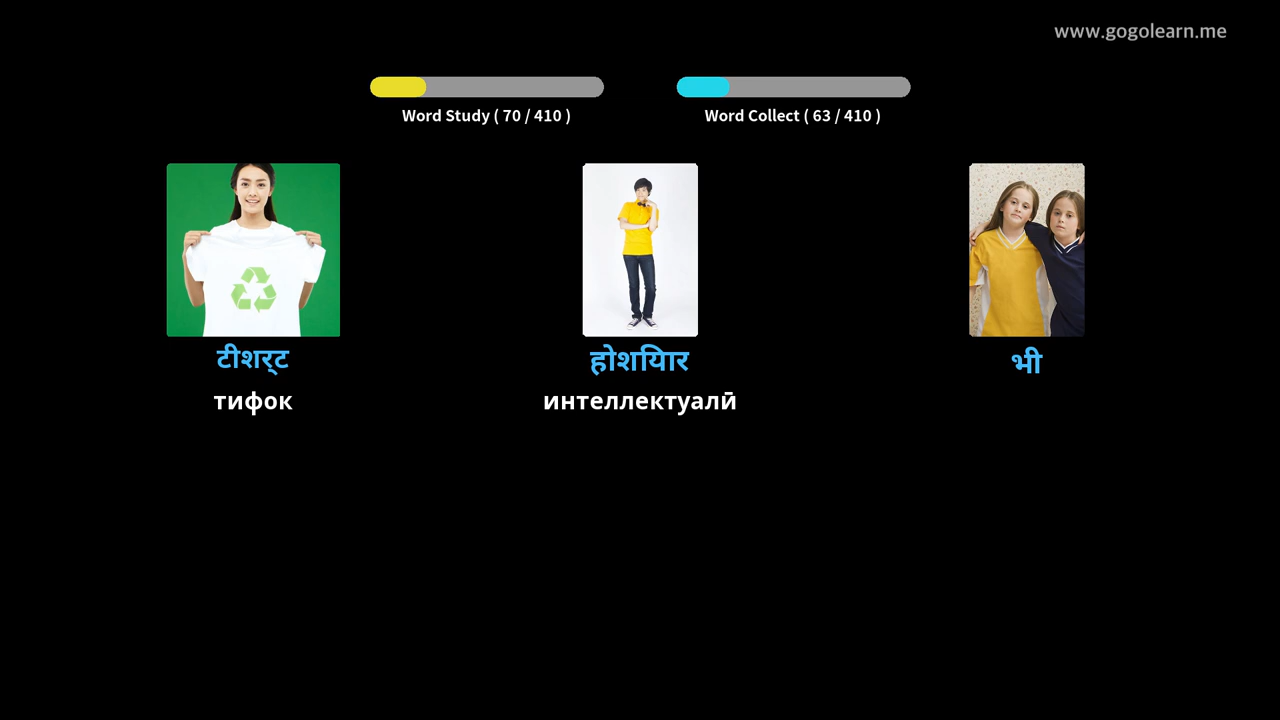 www.gogolearn.me
Word Study ( 70 / 410 )
Word Collect ( 63 / 410 )
टीशर्ट
होशियार
भी
тифок
интеллектуалӣ